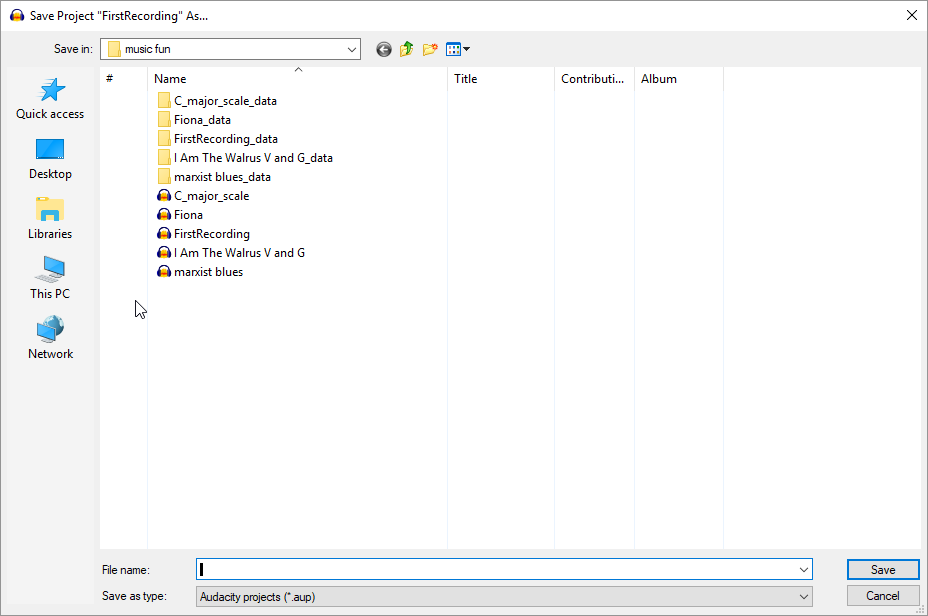 Save Project "FirstRecording" As...
Save in: music fun
# Name Title Contributi... Album
Quick access
Desktop
Libraries
This PC
Network
C_major_scale_data
Fiona_data
FirstRecording_data
I Am The Walrus V and G_data
marxist blues_data
C_major_scale
Fiona
FirstRecording
I Am The Walrus V and G
marxist blues
File name: Save
Save as type: Audacity projects (*.aup) Cancel